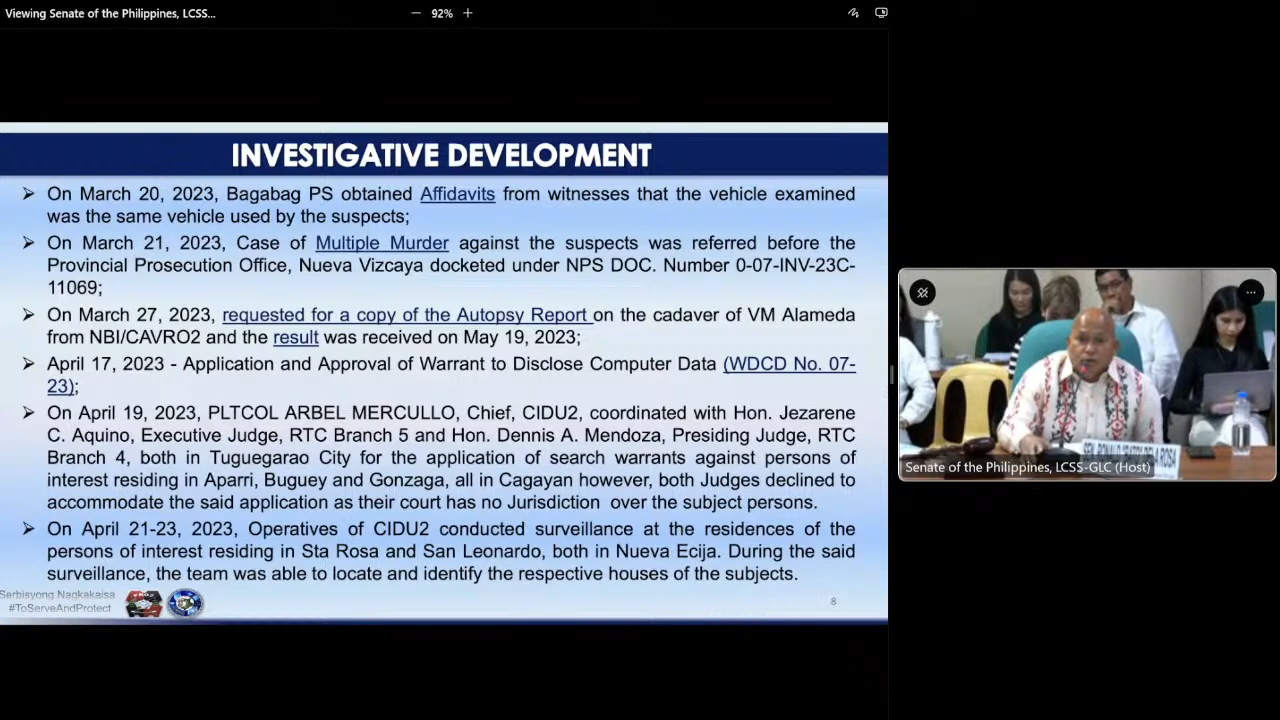 Viewing Senate of the Philippines, LCSS...
92%
INVESTIGATIVE DEVELOPMENT
On March 20, 2023, Bagabag PS obtained Affidavits from witnesses that the vehicle examined
was the same vehicle used by the suspects;
On March 21, 2023, Case of Multiple Murder against the suspects was referred before the
Provincial Prosecution Office, Nueva Vizcaya docketed under NPS DOC. Number 0-07-INV-23C-
11069;
On March 27, 2023, requested for a copy of the Autopsy Report on the cadaver of VM Alameda
from NBI/CAVRO2 and the result was received on May 19, 2023;
April 17, 2023 - Application and Approval of Warrant to Disclose Computer Data (WDCD No. 07-
23);
On April 19, 2023, PLTCOL ARBEL MERCULLO, Chief, CIDU2, coordinated with Hon. Jezarene
C. Aquino, Executive Judge, RTC Branch 5 and Hon. Dennis A. Mendoza, Presiding Judge, RTC
Branch 4, both in Tuguegarao City for the application of search warrants against persons of
interest residing in Aparri, Buguey and Gonzaga, all in Cagayan however, both Judges declined to
accommodate the said application as their court has no Jurisdiction over the subject persons.
On April 21-23, 2023, Operatives of CIDU2 conducted surveillance at the residences of the
persons of interest residing in Sta Rosa and San Leonardo, both in Nueva Ecija. During the said
surveillance, the team was able to locate and identify the respective houses of the subjects.
Serbisyong Nagkakaisa
#ToServeAndProtect
8
Senate of the Philippines, LCSS-GLC (Host)